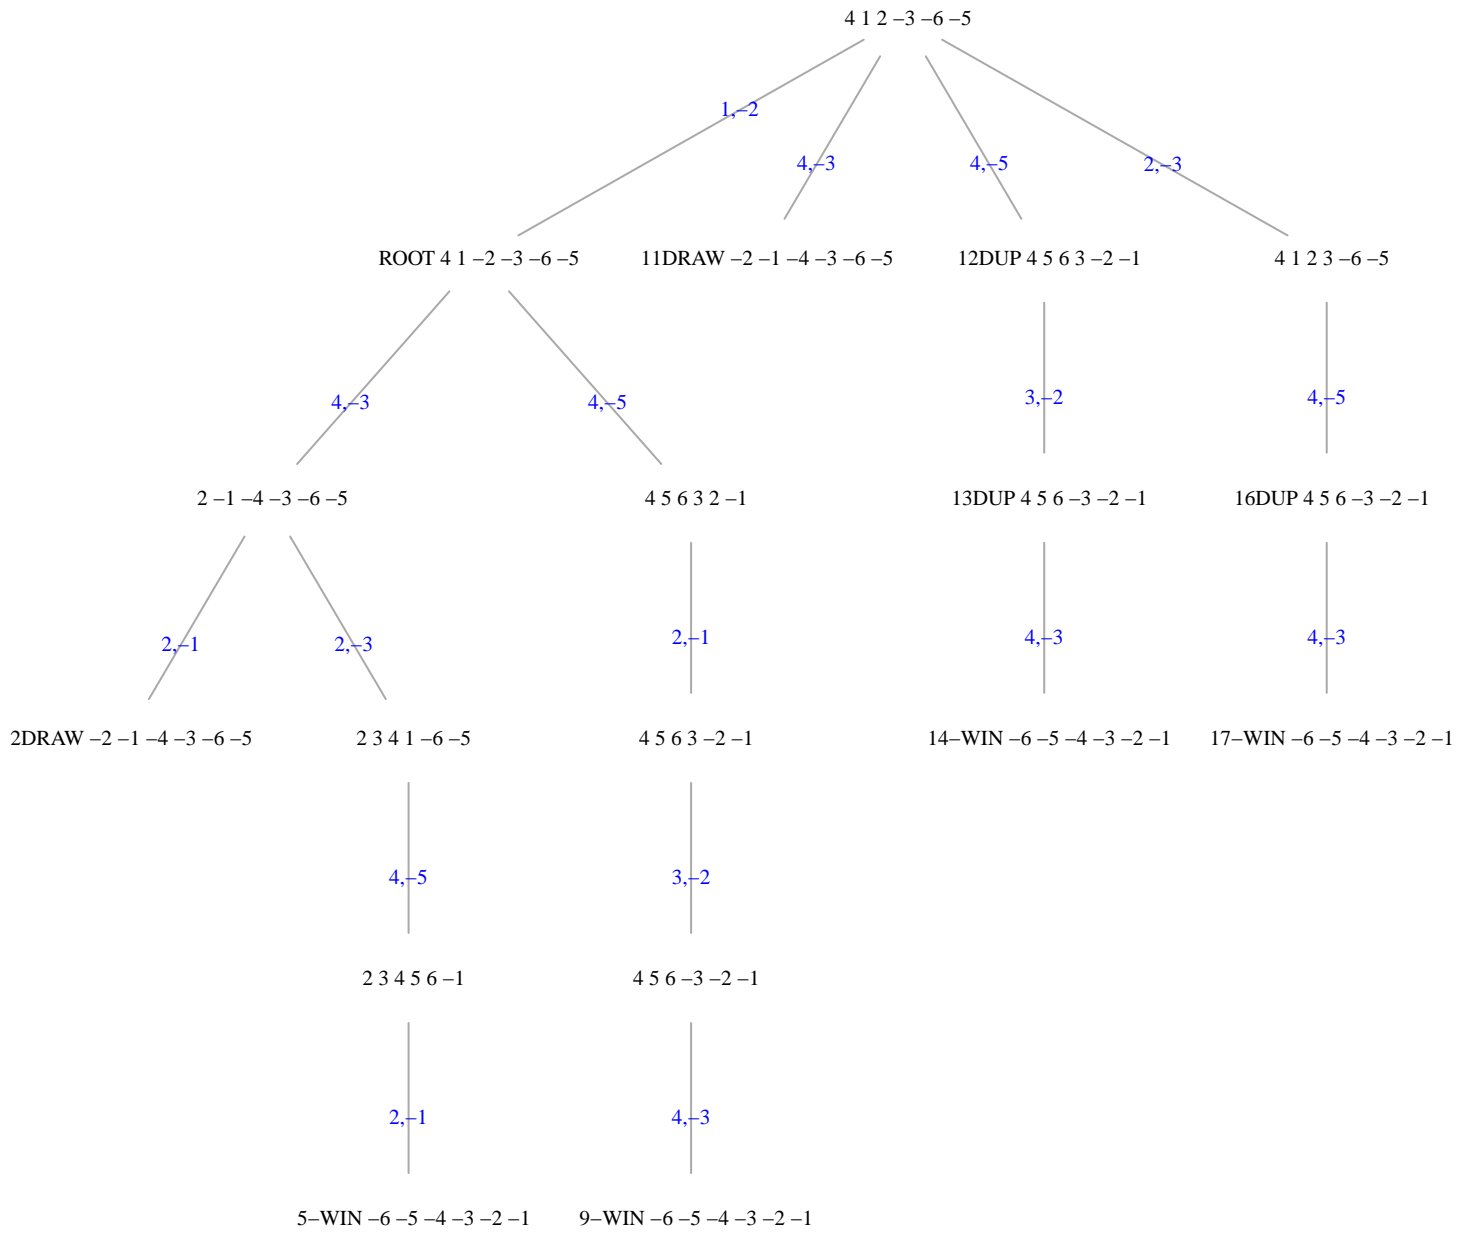 4 1 2 –3 –6 –5
1,–2
4,–3
4,–5
2,–3
ROOT 4 1 –2 –3 –6 –5
11DRAW –2 –1 –4 –3 –6 –5
12DUP 4 5 6 3 –2 –1
4 1 2 3 –6 –5
4,–3
4,–5
3,–2
4,–5
2 –1 –4 –3 –6 –5
4 5 6 3 2 –1
13DUP 4 5 6 –3 –2 –1
16DUP 4 5 6 –3 –2 –1
2,–1
2,–3
2,–1
4,–3
4,–3
2DRAW –2 –1 –4 –3 –6 –5
2 3 4 1 –6 –5
4 5 6 3 –2 –1
14–WIN –6 –5 –4 –3 –2 –1
17–WIN –6 –5 –4 –3 –2 –1
4,–5
3,–2
2 3 4 5 6 –1
4 5 6 –3 –2 –1
2,–1
4,–3
5–WIN –6 –5 –4 –3 –2 –1
9–WIN –6 –5 –4 –3 –2 –1